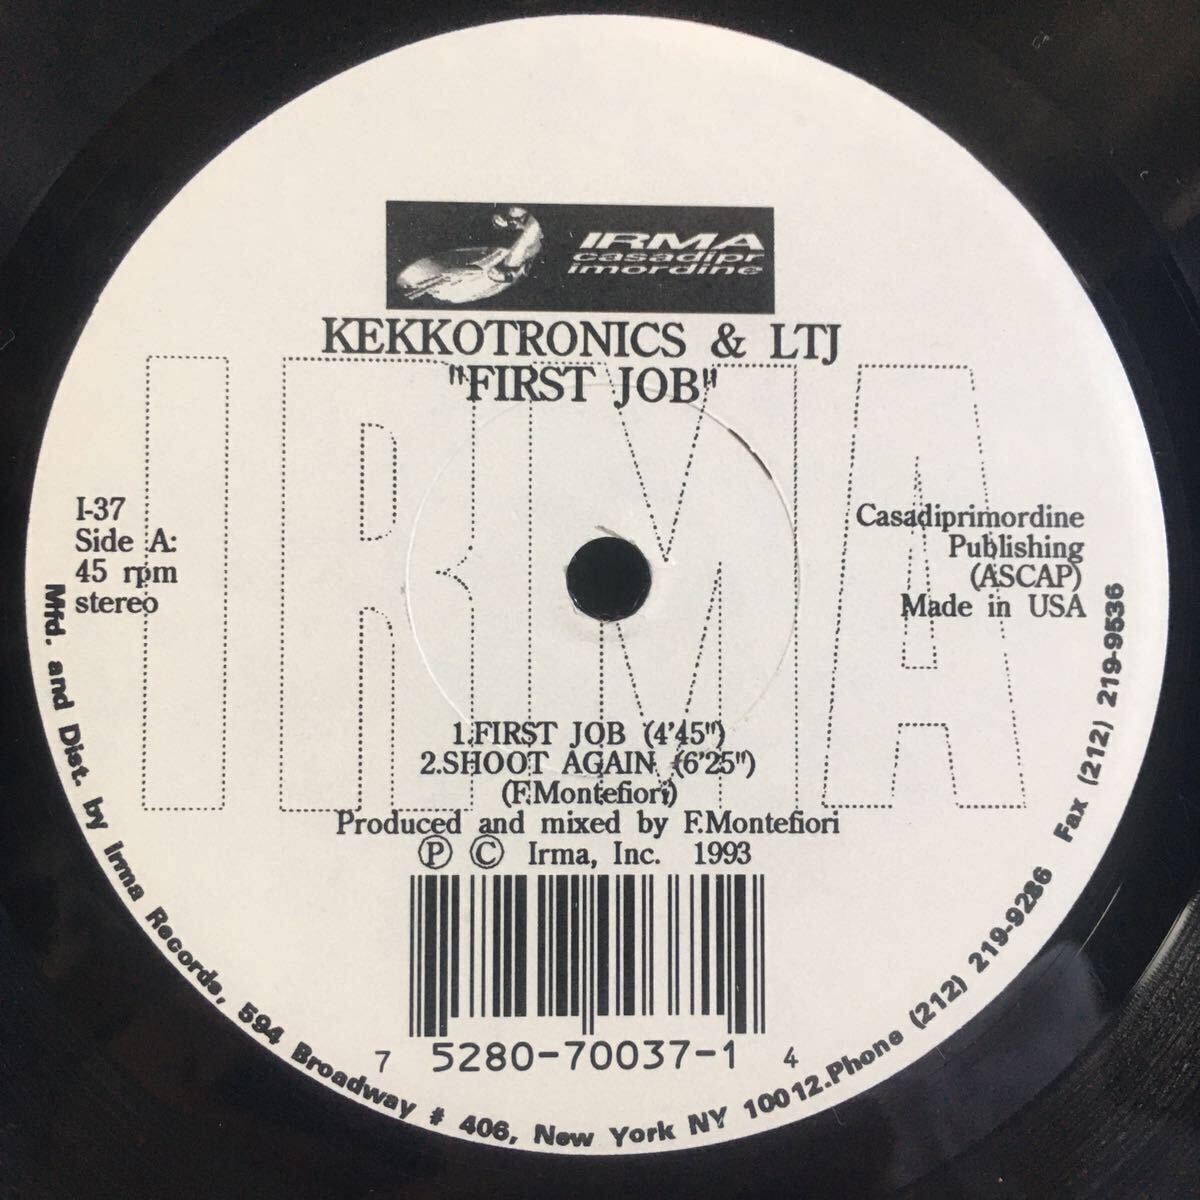 IRMA
casadipr
imordine
KEKKOTRONICS & LTJ
"FIRST JOB"
IRMA
I-37
Side A:
45 rpm
stereo
Casadiprimordine
Publishing
(ASCAP)
Made in USA
1.FIRST JOB (4'45")
2.SHOOT AGAIN (6'25")
(F.Montefiori)
Produced and mixed by F.Montefiori
Ⓟ © Irma, Inc. 1993
7 5280-70037-1 4
Mfd. and Dist. by Irma Records, 594 Broadway # 406, New York NY 10012.Phone (212) 219-9286 Fax (212) 219-9536